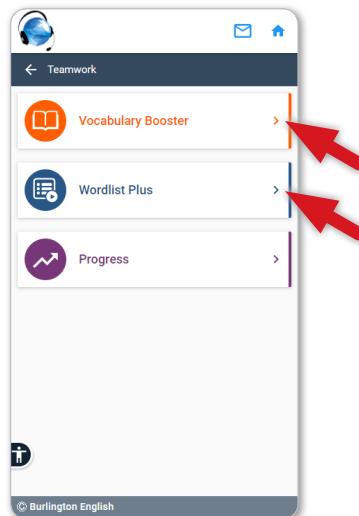 Teamwork
Vocabulary Booster
Wordlist Plus
Progress
© Burlington English